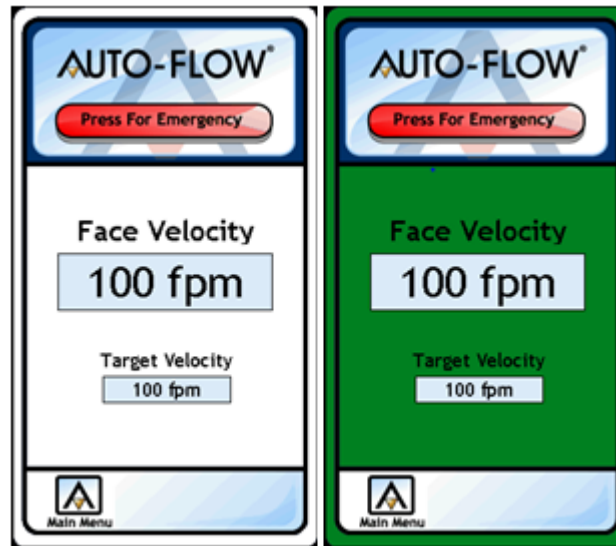 AUTO-FLOW®
Press For Emergency
Face Velocity
100 fpm
Target Velocity
100 fpm
Main Menu
AUTO-FLOW®
Press For Emergency
Face Velocity
100 fpm
Target Velocity
100 fpm
Main Menu